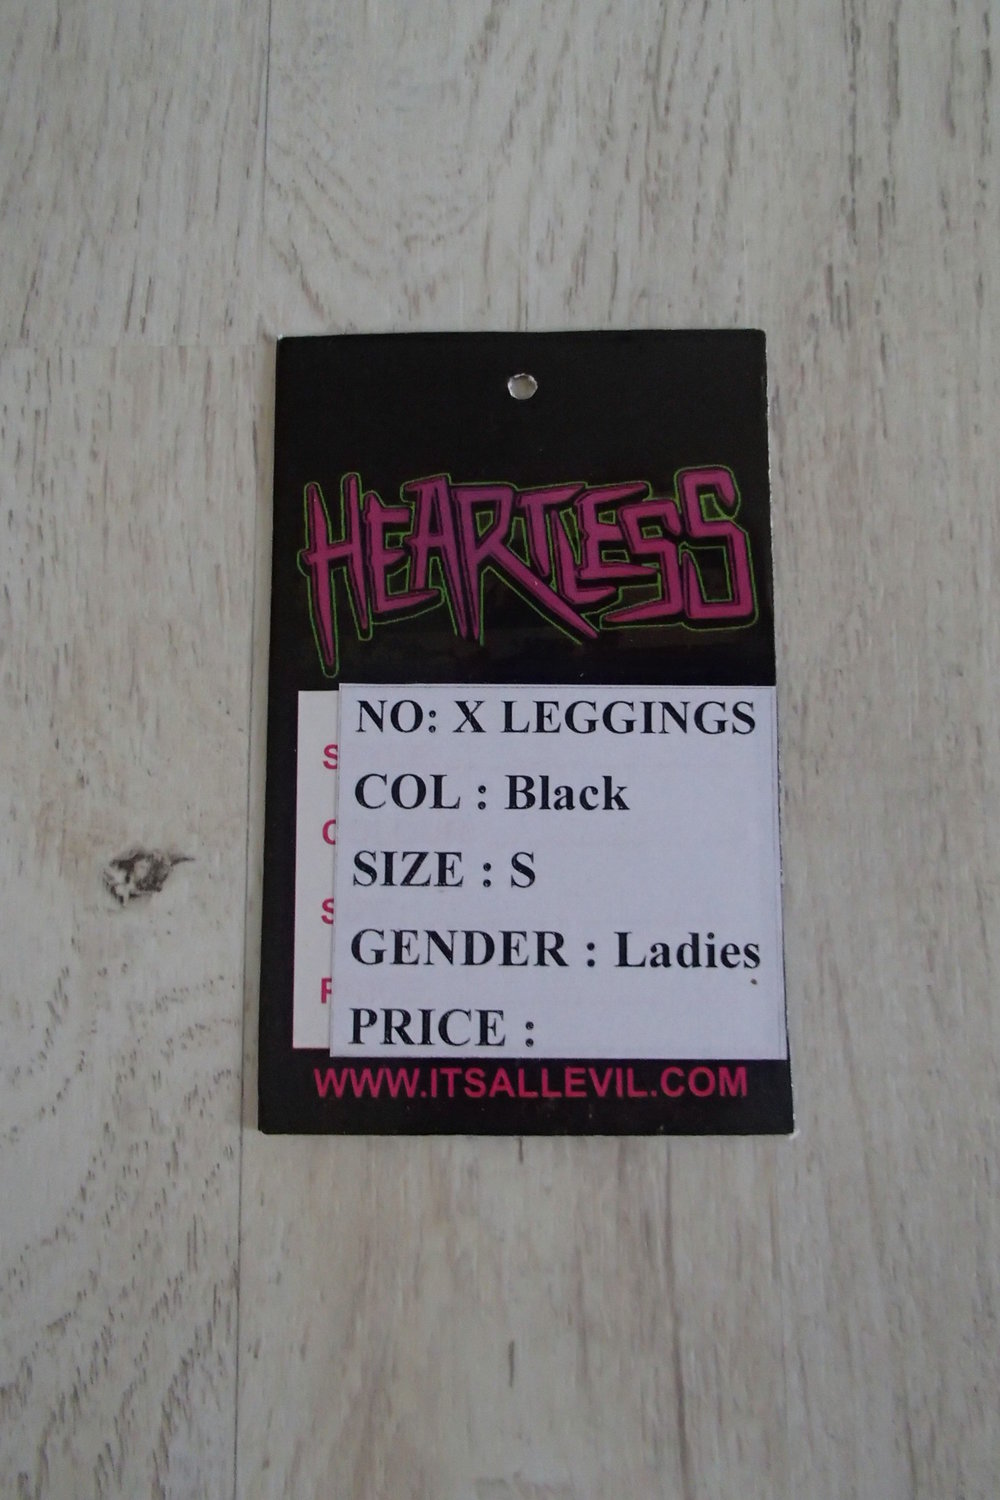 HEARTLESS
NO: X LEGGINGS
S
COL : Black
C
SIZE : S
S
GENDER : Ladies
P
PRICE :
WWW.ITSALLEVIL.COM